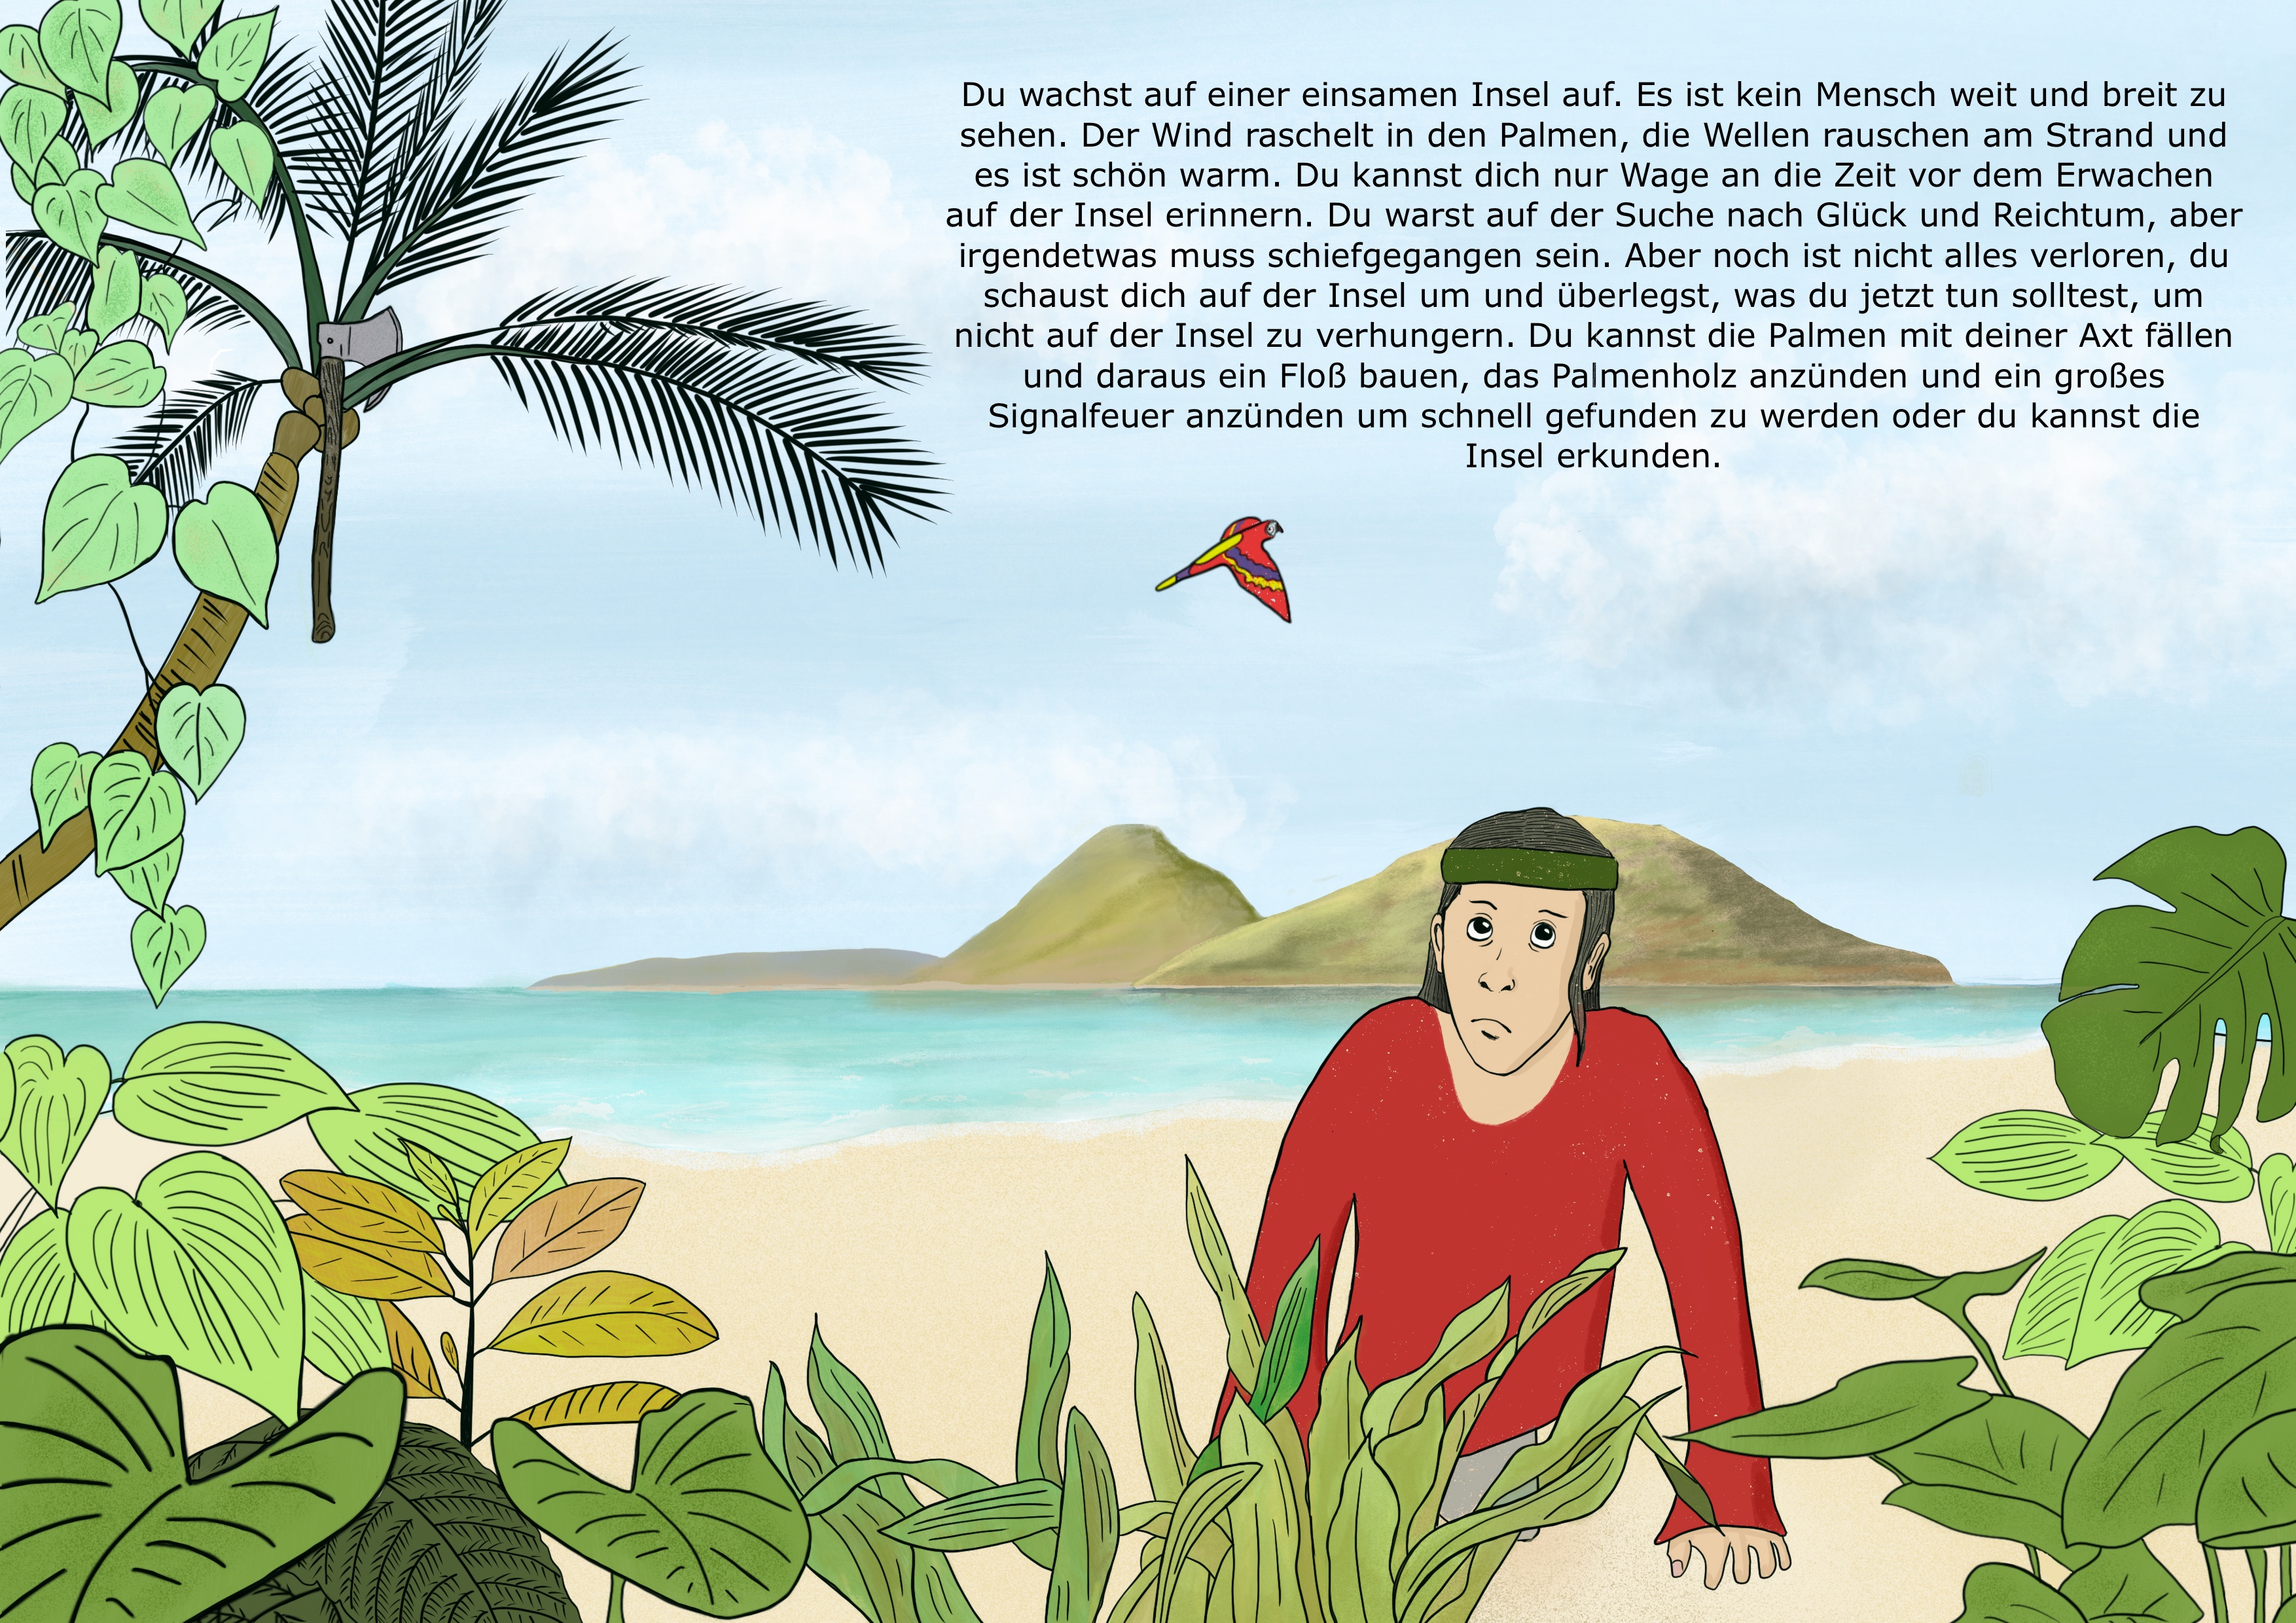 Du wachst auf einer einsamen Insel auf. Es ist kein Mensch weit und breit zu
sehen. Der Wind raschelt in den Palmen, die Wellen rauschen am Strand und
es ist schön warm. Du kannst dich nur Wage an die Zeit vor dem Erwachen
auf der Insel erinnern. Du warst auf der Suche nach Glück und Reichtum, aber
irgendetwas muss schiefgegangen sein. Aber noch ist nicht alles verloren, du
schaust dich auf der Insel um und überlegst, was du jetzt tun solltest, um
nicht auf der Insel zu verhungern. Du kannst die Palmen mit deiner Axt fällen
und daraus ein Floß bauen, das Palmenholz anzünden und ein großes
Signalfeuer anzünden um schnell gefunden zu werden oder du kannst die
Insel erkunden.